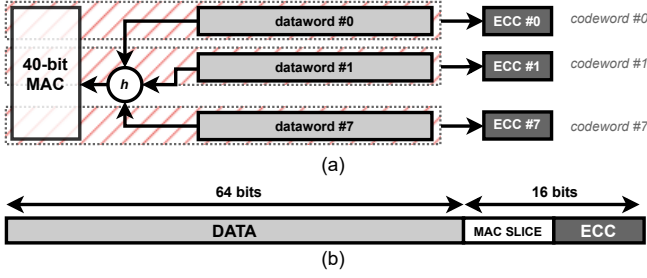 dataword #0
ECC #0
codeword #0
40-bit
MAC
h
dataword #1
ECC #1
codeword #1
dataword #7
ECC #7
codeword #7
(a)
64 bits
16 bits
DATA
MAC SLICE
ECC
(b)